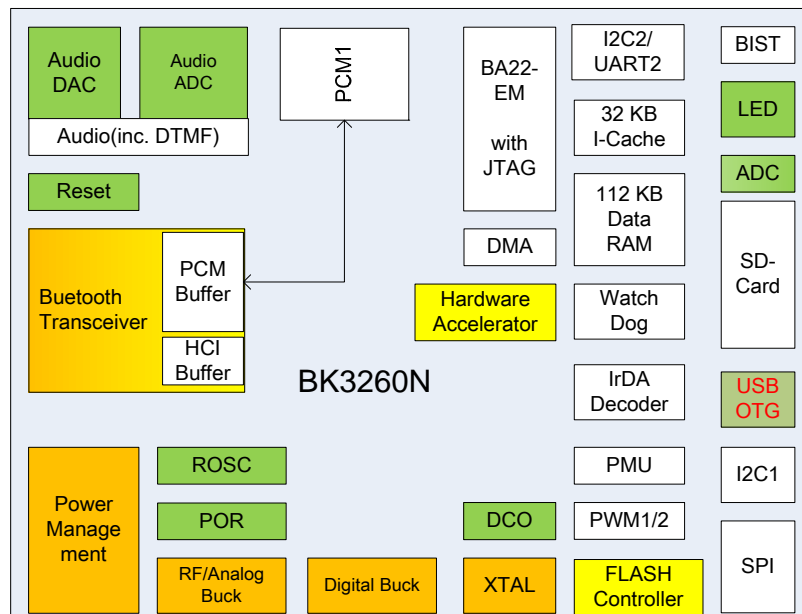 Audio
DAC
Audio
ADC
Audio(inc. DTMF)
PCM1
BA22-
EM
with
JTAG
I2C2/
UART2
BIST
32 KB
I-Cache
LED
Reset
112 KB
Data
RAM
ADC
Buetooth
Transceiver
PCM
Buffer
HCI
Buffer
DMA
SD-
Card
Hardware
Accelerator
Watch
Dog
BK3260N
IrDA
Decoder
USB
OTG
Power
Manage
ment
ROSC
PMU
I2C1
POR
DCO
PWM1/2
RF/Analog
Buck
Digital Buck
XTAL
FLASH
Controller
SPI